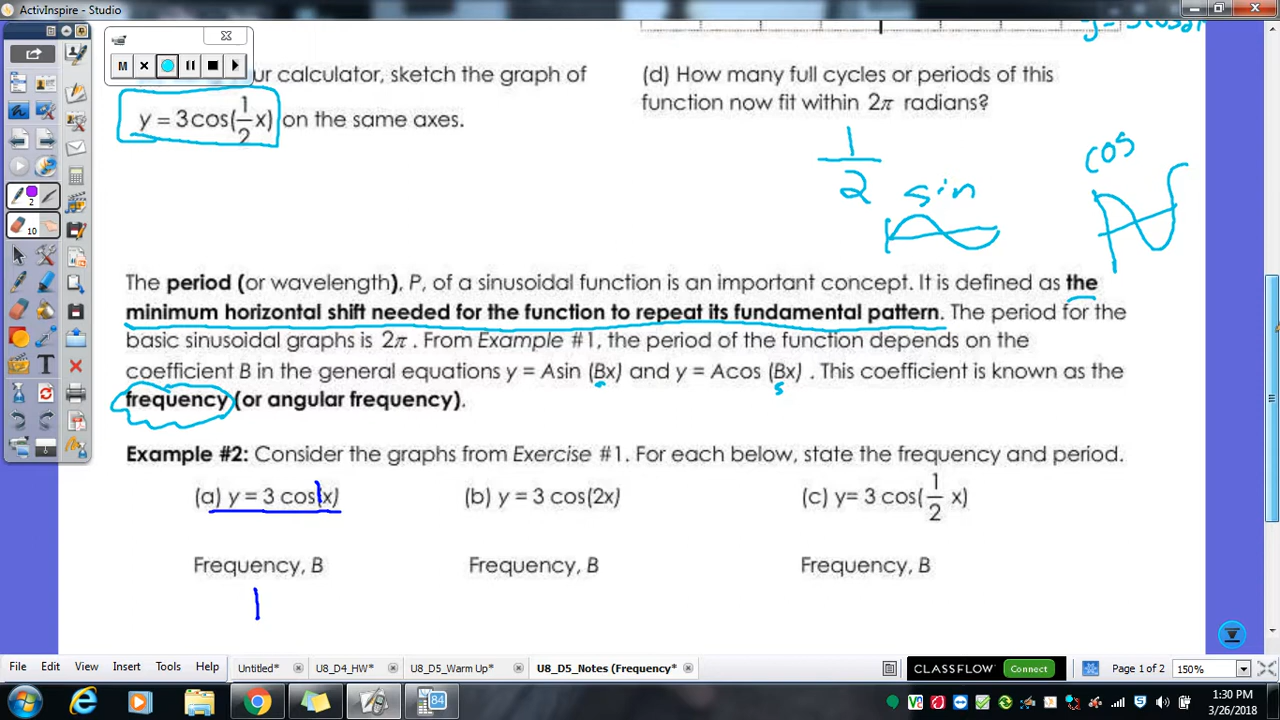 ActivInspire - Studio
y = 3cos2x
M
ur calculator, sketch the graph of
(d) How many full cycles or periods of this
y = 3cos(1/2 x) on the same axes.
function now fit within 2π radians?
1/2
sin
cos
2
10
The period (or wavelength), P, of a sinusoidal function is an important concept. It is defined as the
minimum horizontal shift needed for the function to repeat its fundamental pattern. The period for the
basic sinusoidal graphs is 2π . From Example #1, the period of the function depends on the
coefficient B in the general equations y = Asin (Bx) and y = Acos (Bx) . This coefficient is known as the
frequency (or angular frequency).
Example #2: Consider the graphs from Exercise #1. For each below, state the frequency and period.
(a) y = 3 cos(1x)
(b) y = 3 cos(2x)
(c) y= 3 cos(1/2 x)
Frequency, B
Frequency, B
Frequency, B
1
File Edit View Insert Tools Help
Untitled*
U8_D4_HW*
U8_D5_Warm Up*
U8_D5_Notes (Frequency*
CLASSFLOW Connect
Page 1 of 2
150%
84
1:30 PM
3/26/2018